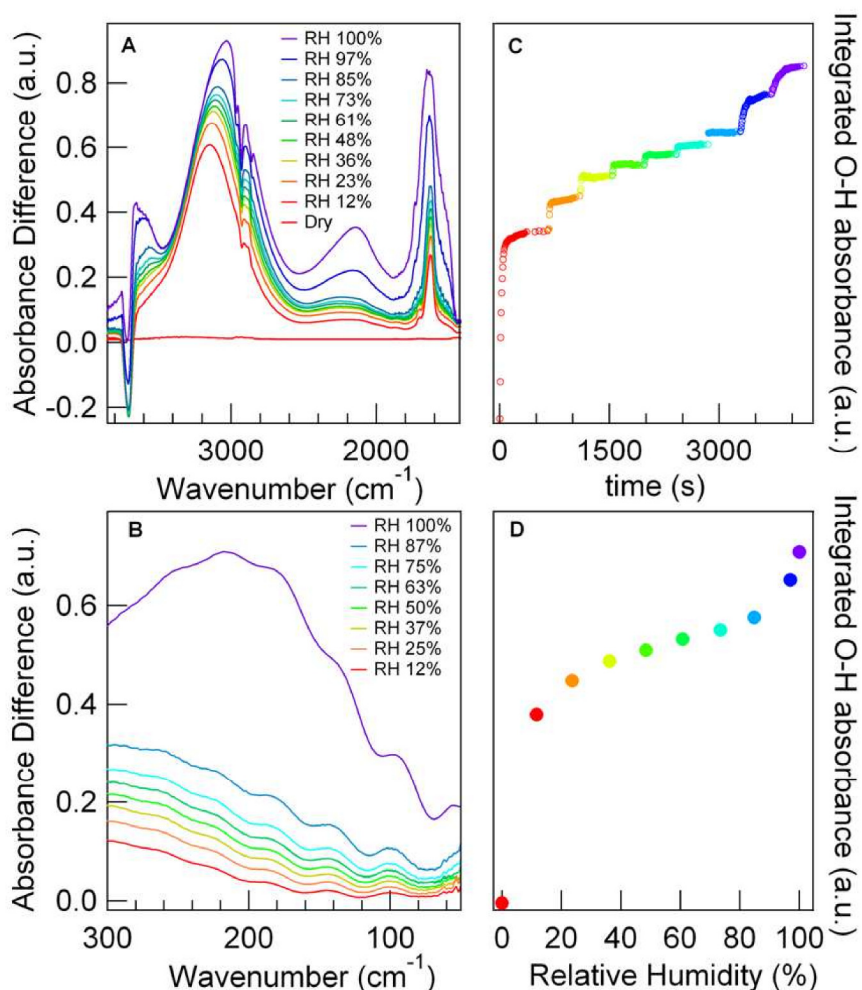 A
Absorbance Difference (a.u.)
0.8
0.6
0.4
0.2
0.0
-0.2
RH 100%
RH 97%
RH 85%
RH 73%
RH 61%
RH 48%
RH 36%
RH 23%
RH 12%
Dry
3000
2000
Wavenumber (cm⁻¹)
C
Integrated O-H absorbance (a.u.)
0
1500
3000
time (s)
B
Absorbance Difference (a.u.)
0.6
0.4
0.2
0.0
RH 100%
RH 87%
RH 75%
RH 63%
RH 50%
RH 37%
RH 25%
RH 12%
300
200
100
Wavenumber (cm⁻¹)
D
Integrated O-H absorbance (a.u.)
0
20
40
60
80
100
Relative Humidity (%)